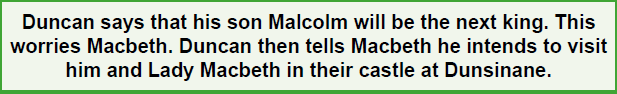 Duncan says that his son Malcolm will be the next king. This
worries Macbeth. Duncan then tells Macbeth he intends to visit
him and Lady Macbeth in their castle at Dunsinane.